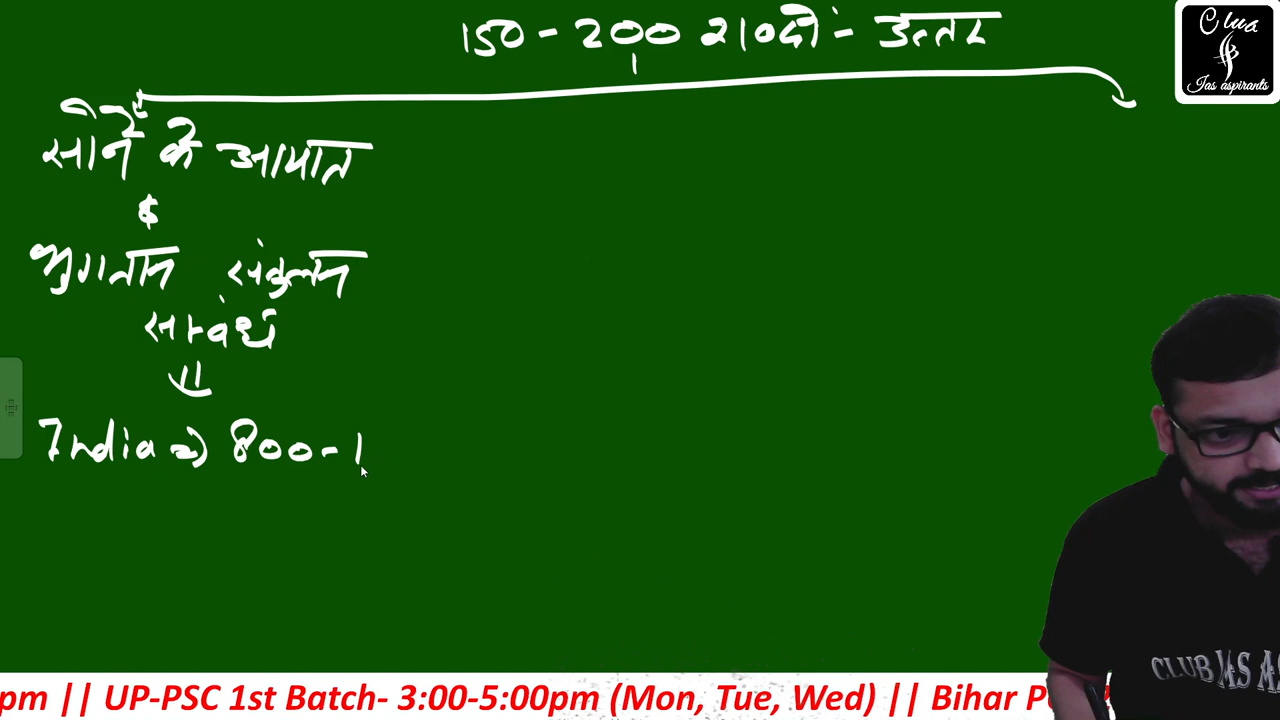 150 - 200 शब्दों - उत्तर
Club
Ias aspirants
सोने के आयात
&
भुगतान संतुलन
संबंध
India => 800 - 1
CLUB IAS AS
pm || UP-PSC 1st Batch- 3:00-5:00pm (Mon, Tue, Wed) || Bihar P